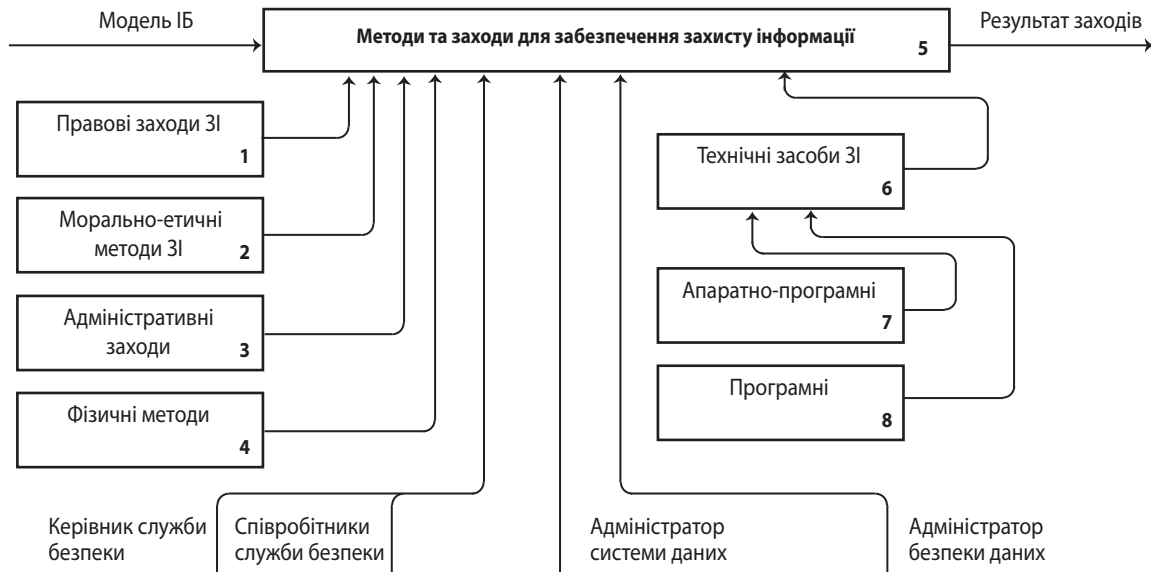 Модель ІБ
Методи та заходи для забезпечення захисту інформації
5
Результат заходів
Правові заходи ЗІ
1
Морально-етичні
методи ЗІ
2
Адміністративні
заходи
3
Фізичні методи
4
Технічні засоби ЗІ
6
Апаратно-програмні
7
Програмні
8
Керівник служби
безпеки
Співробітники
служби безпеки
Адміністратор
системи даних
Адміністратор
безпеки даних